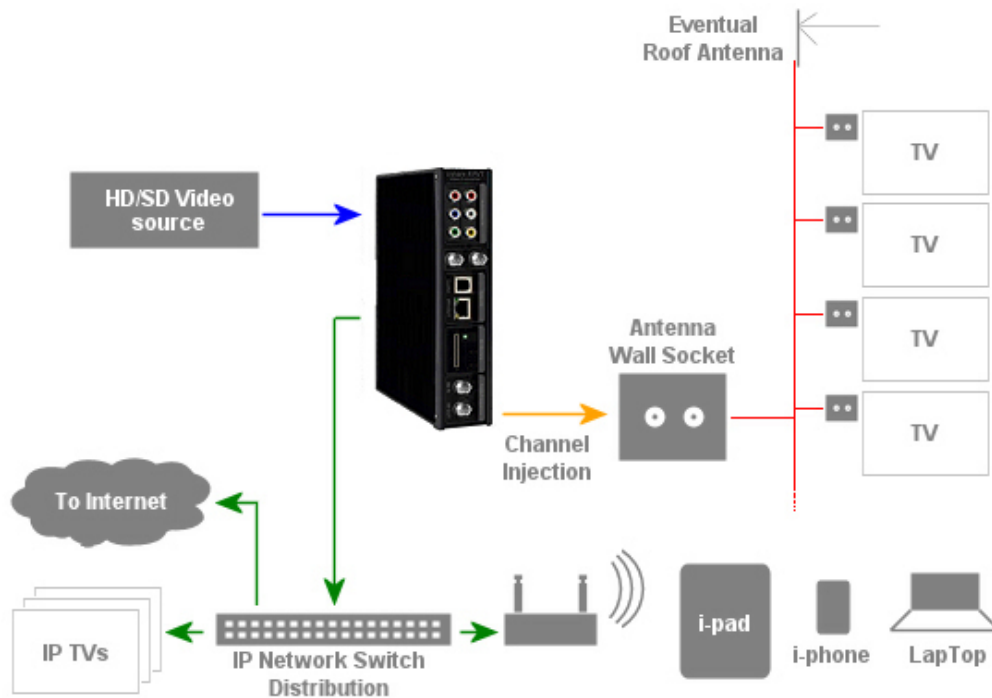 Eventual
Roof Antenna
TV
HD/SD Video
source
TV
TV
Antenna
Wall Socket
TV
Channel
Injection
To Internet
IP TVs
IP Network Switch
Distribution
i-pad
i-phone
LapTop